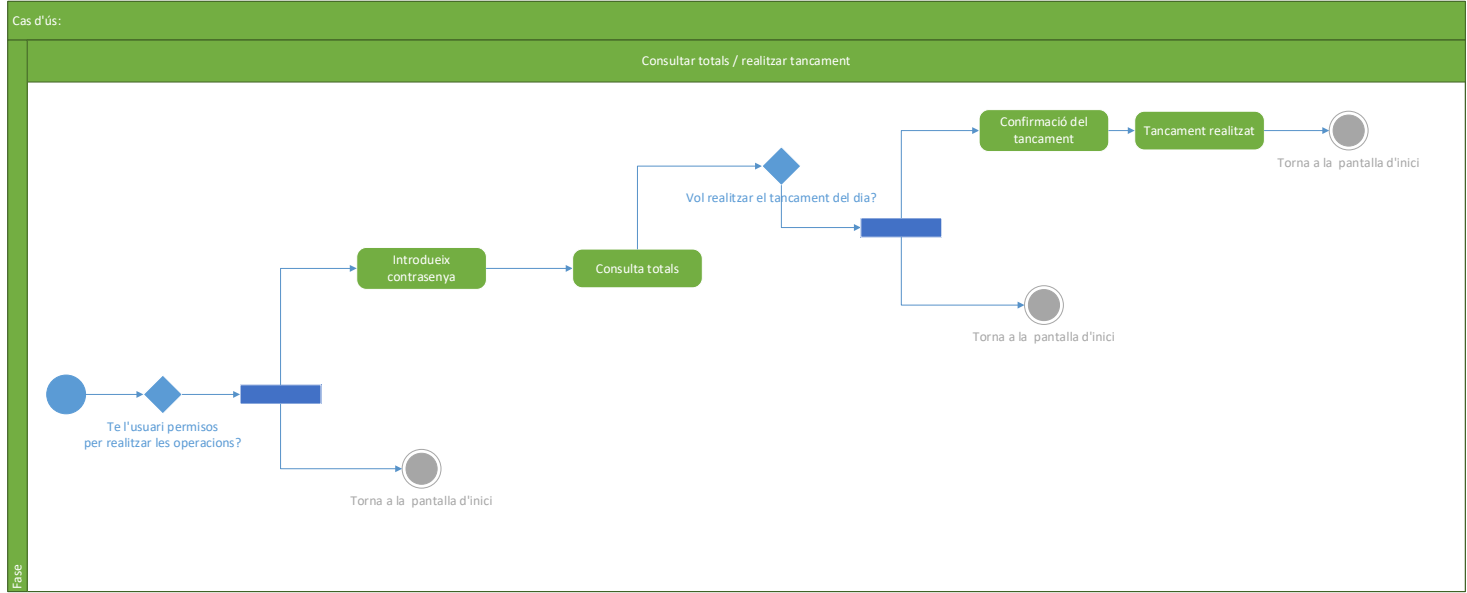 Cas d'ús:
Fase
Consultar totals / realitzar tancament
Confirmació del
tancament
Tancament realitzat
Torna a la pantalla d'inici
Vol realitzar el tancament del dia?
Introdueix
contrasenya
Consulta totals
Torna a la pantalla d'inici
Te l'usuari permisos
per realitzar les operacions?
Torna a la pantalla d'inici